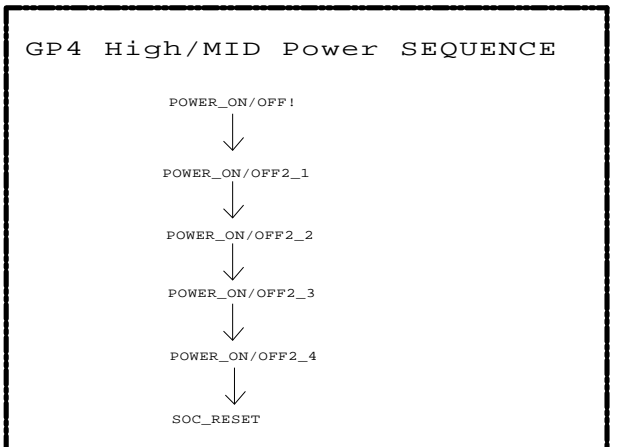 GP4 High/MID Power SEQUENCE
POWER_ON/OFF!
POWER_ON/OFF2_1
POWER_ON/OFF2_2
POWER_ON/OFF2_3
POWER_ON/OFF2_4
SOC_RESET